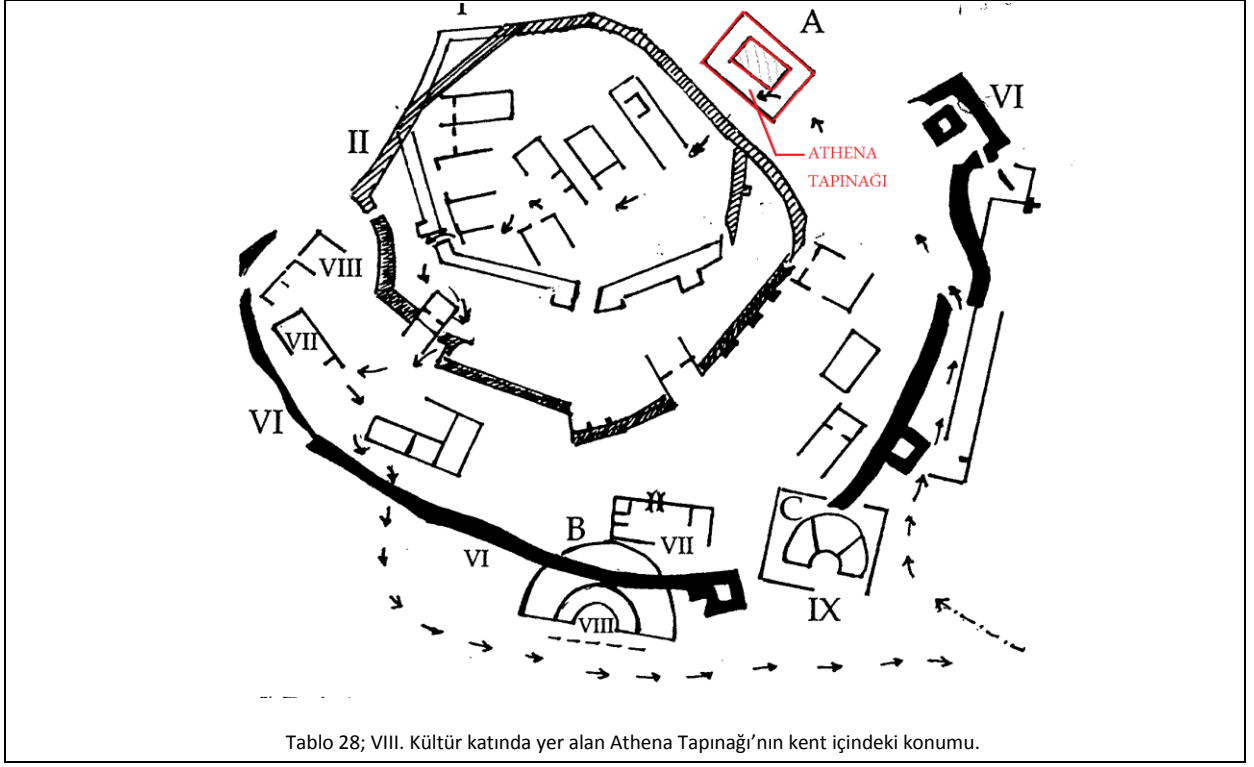 I
A
VI
II
ATHENA
TAPINAĞI
VIII
VII
VI
C
B
VII
VI
IX
VIII
Tablo 28; VIII. Kültür katında yer alan Athena Tapınağı’nın kent içindeki konumu.